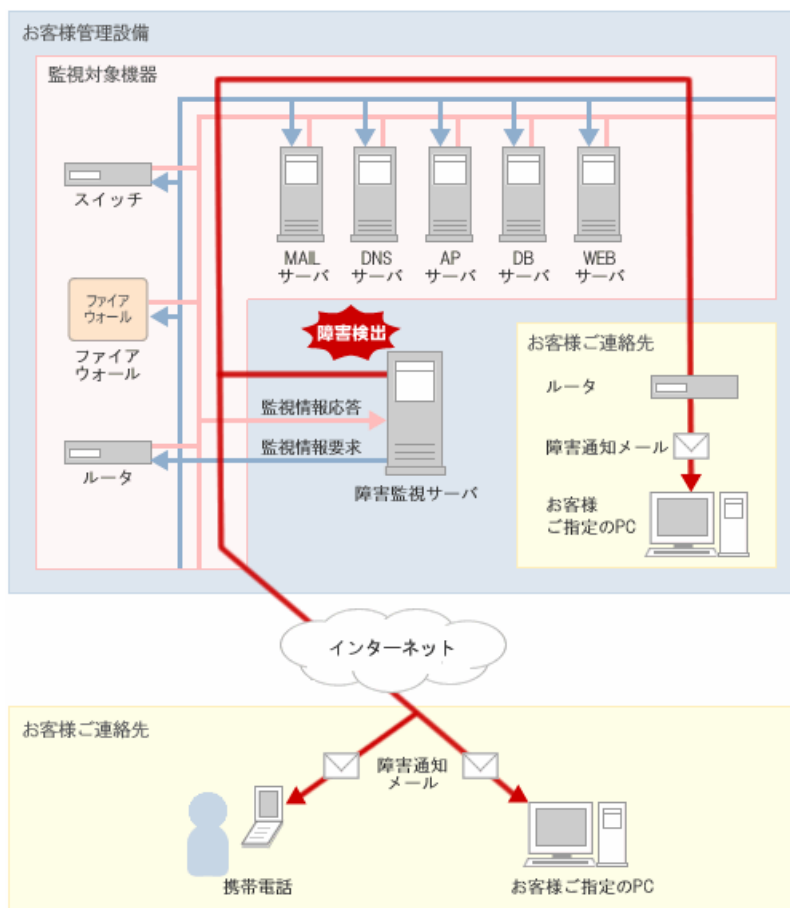 お客様管理設備
監視対象機器
スイッチ
MAIL
サーバ
DNS
サーバ
AP
サーバ
DB
サーバ
WEB
サーバ
ファイア
ウォール
ファイア
ウォール
障害検出
監視情報応答
監視情報要求
ルータ
障害監視サーバ
お客様ご連絡先
ルータ
障害通知メール
お客様
ご指定のPC
インターネット
お客様ご連絡先
障害通知
メール
携帯電話
お客様ご指定のPC